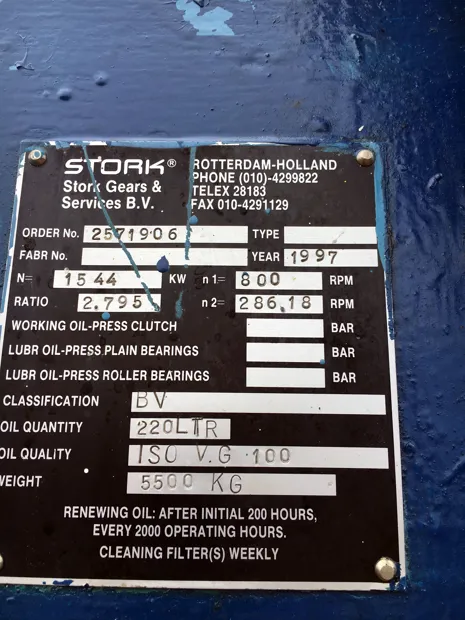 STORK®
Stork Gears &
Services B.V.
ROTTERDAM-HOLLAND
PHONE (010)-4299822
TELEX 28183
FAX 010-4291129
ORDER No. 2571906 TYPE
FABR No. YEAR 1997
N= 1544 KW n1= 800 RPM
RATIO 2.795 n2= 286,18 RPM
WORKING OIL-PRESS CLUTCH BAR
LUBR OIL-PRESS PLAIN BEARINGS BAR
LUBR OIL-PRESS ROLLER BEARINGS BAR
CLASSIFICATION BV
OIL QUANTITY 220LTR
OIL QUALITY ISO V.G 100
WEIGHT 5500 KG
RENEWING OIL: AFTER INITIAL 200 HOURS,
EVERY 2000 OPERATING HOURS.
CLEANING FILTER(S) WEEKLY